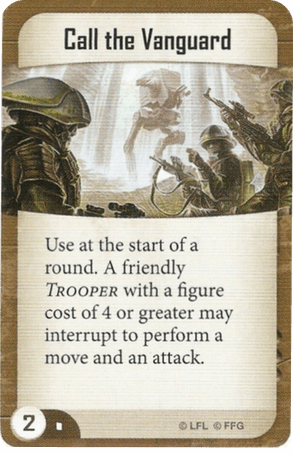 Call the Vanguard
Use at the start of a
round. A friendly
TROOPER with a figure
cost of 4 or greater may
interrupt to perform a
move and an attack.
2
© LFL © FFG